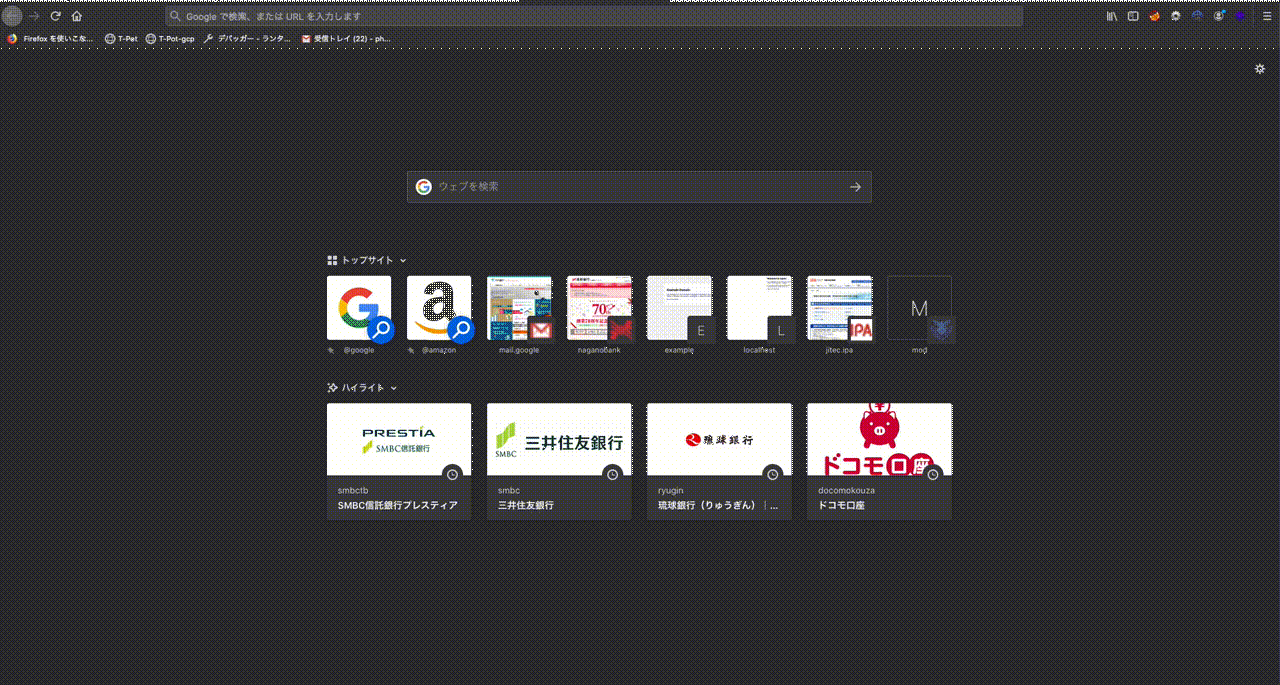 Google で検索、または URL を入力します
Firefox を使いこな... T-Pet T-Pot-gcp デバッガー - ランタ... 受信トレイ (22) - ph...
ウェブを検索
トップサイト
70
E L IPA M
@google @amazon mail.google naganobank example localhost jitec.ipa mod
ハイライト
PRESTIA
SMBC信託銀行
SMBC
三井住友銀行
琉球銀行
ドコモ口座
smbctb smbc ryugin docomokouza
SMBC信託銀行プレスティア 三井住友銀行 琉球銀行（りゅうぎん）｜... ドコモ口座